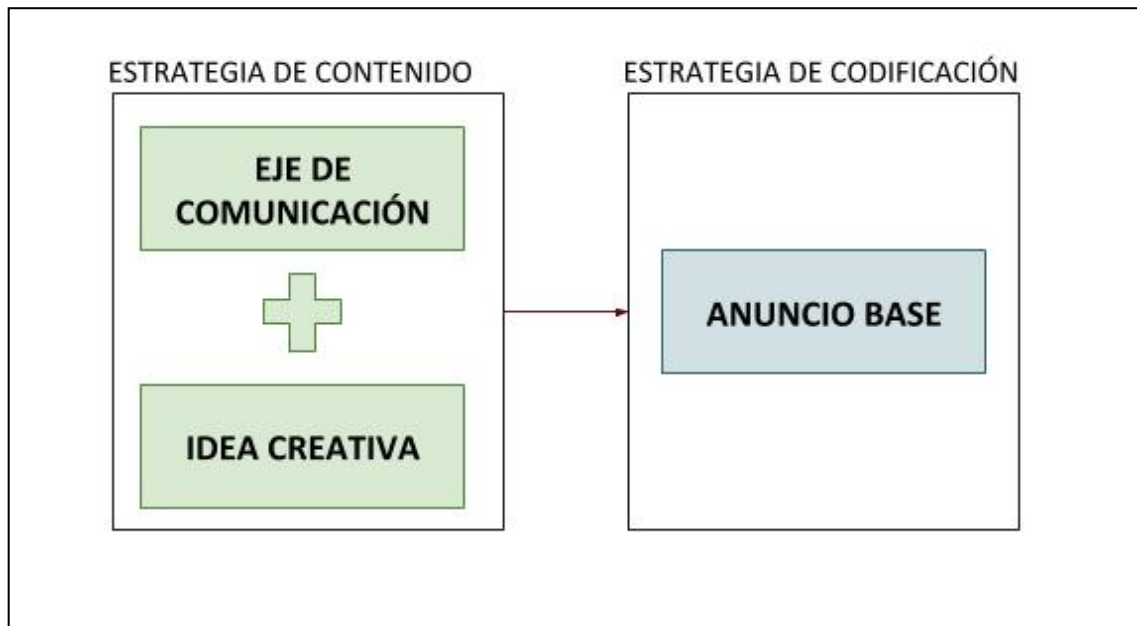 ESTRATEGIA DE CONTENIDO
EJE DE
COMUNICACIÓN
IDEA CREATIVA
ESTRATEGIA DE CODIFICACIÓN
ANUNCIO BASE